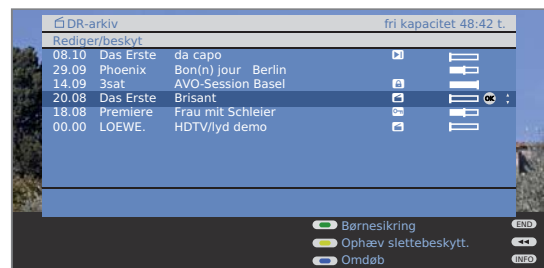 DR-arkiv fri kapacitet 48:42 t.
Rediger/beskyt
08.10 Das Erste da capo
29.09 Phoenix Bon(n) jour Berlin
14.09 3sat AVO-Session Basel
20.08 Das Erste Brisant OK
18.08 Premiere Frau mit Schleier
00.00 LOEWE. HDTV/lyd demo
Børnesikring END
Ophæv slettebeskytt.
Omdøb INFO